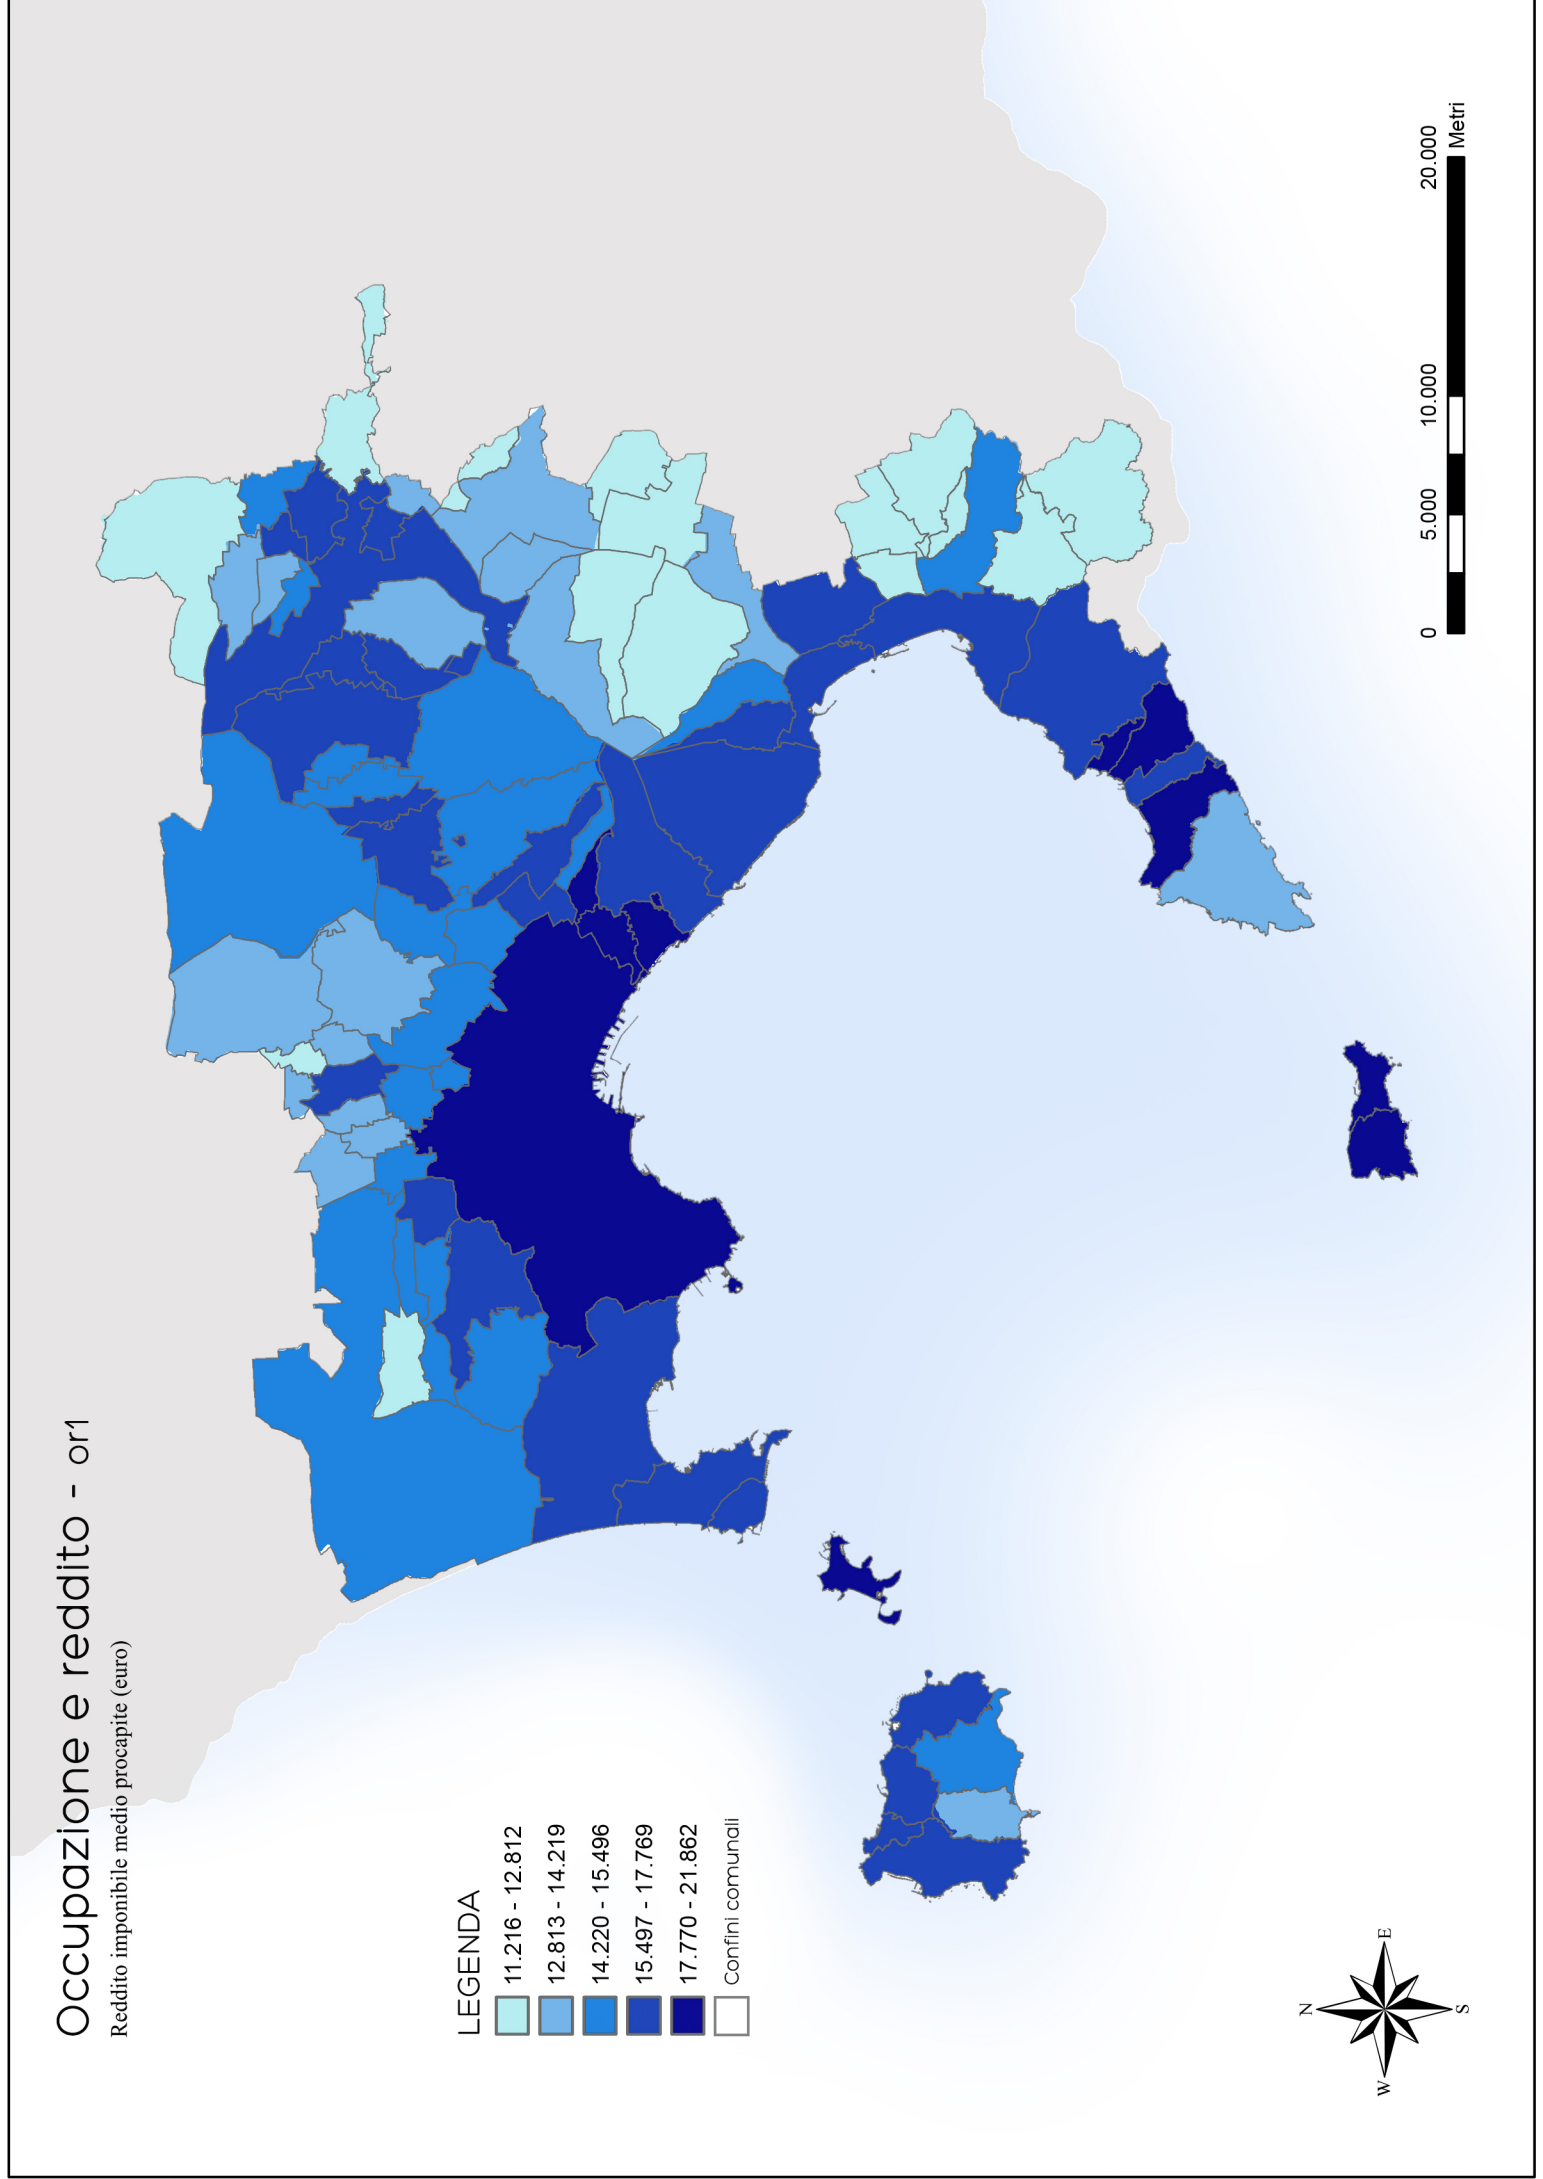 Occupazione e reddito - or1
Reddito imponibile medio procapite (euro)
LEGENDA
11.216 - 12.812
12.813 - 14.219
14.220 - 15.496
15.497 - 17.769
17.770 - 21.862
Confini comunali
N
W
E
S
0
5.000
10.000
20.000
Metri